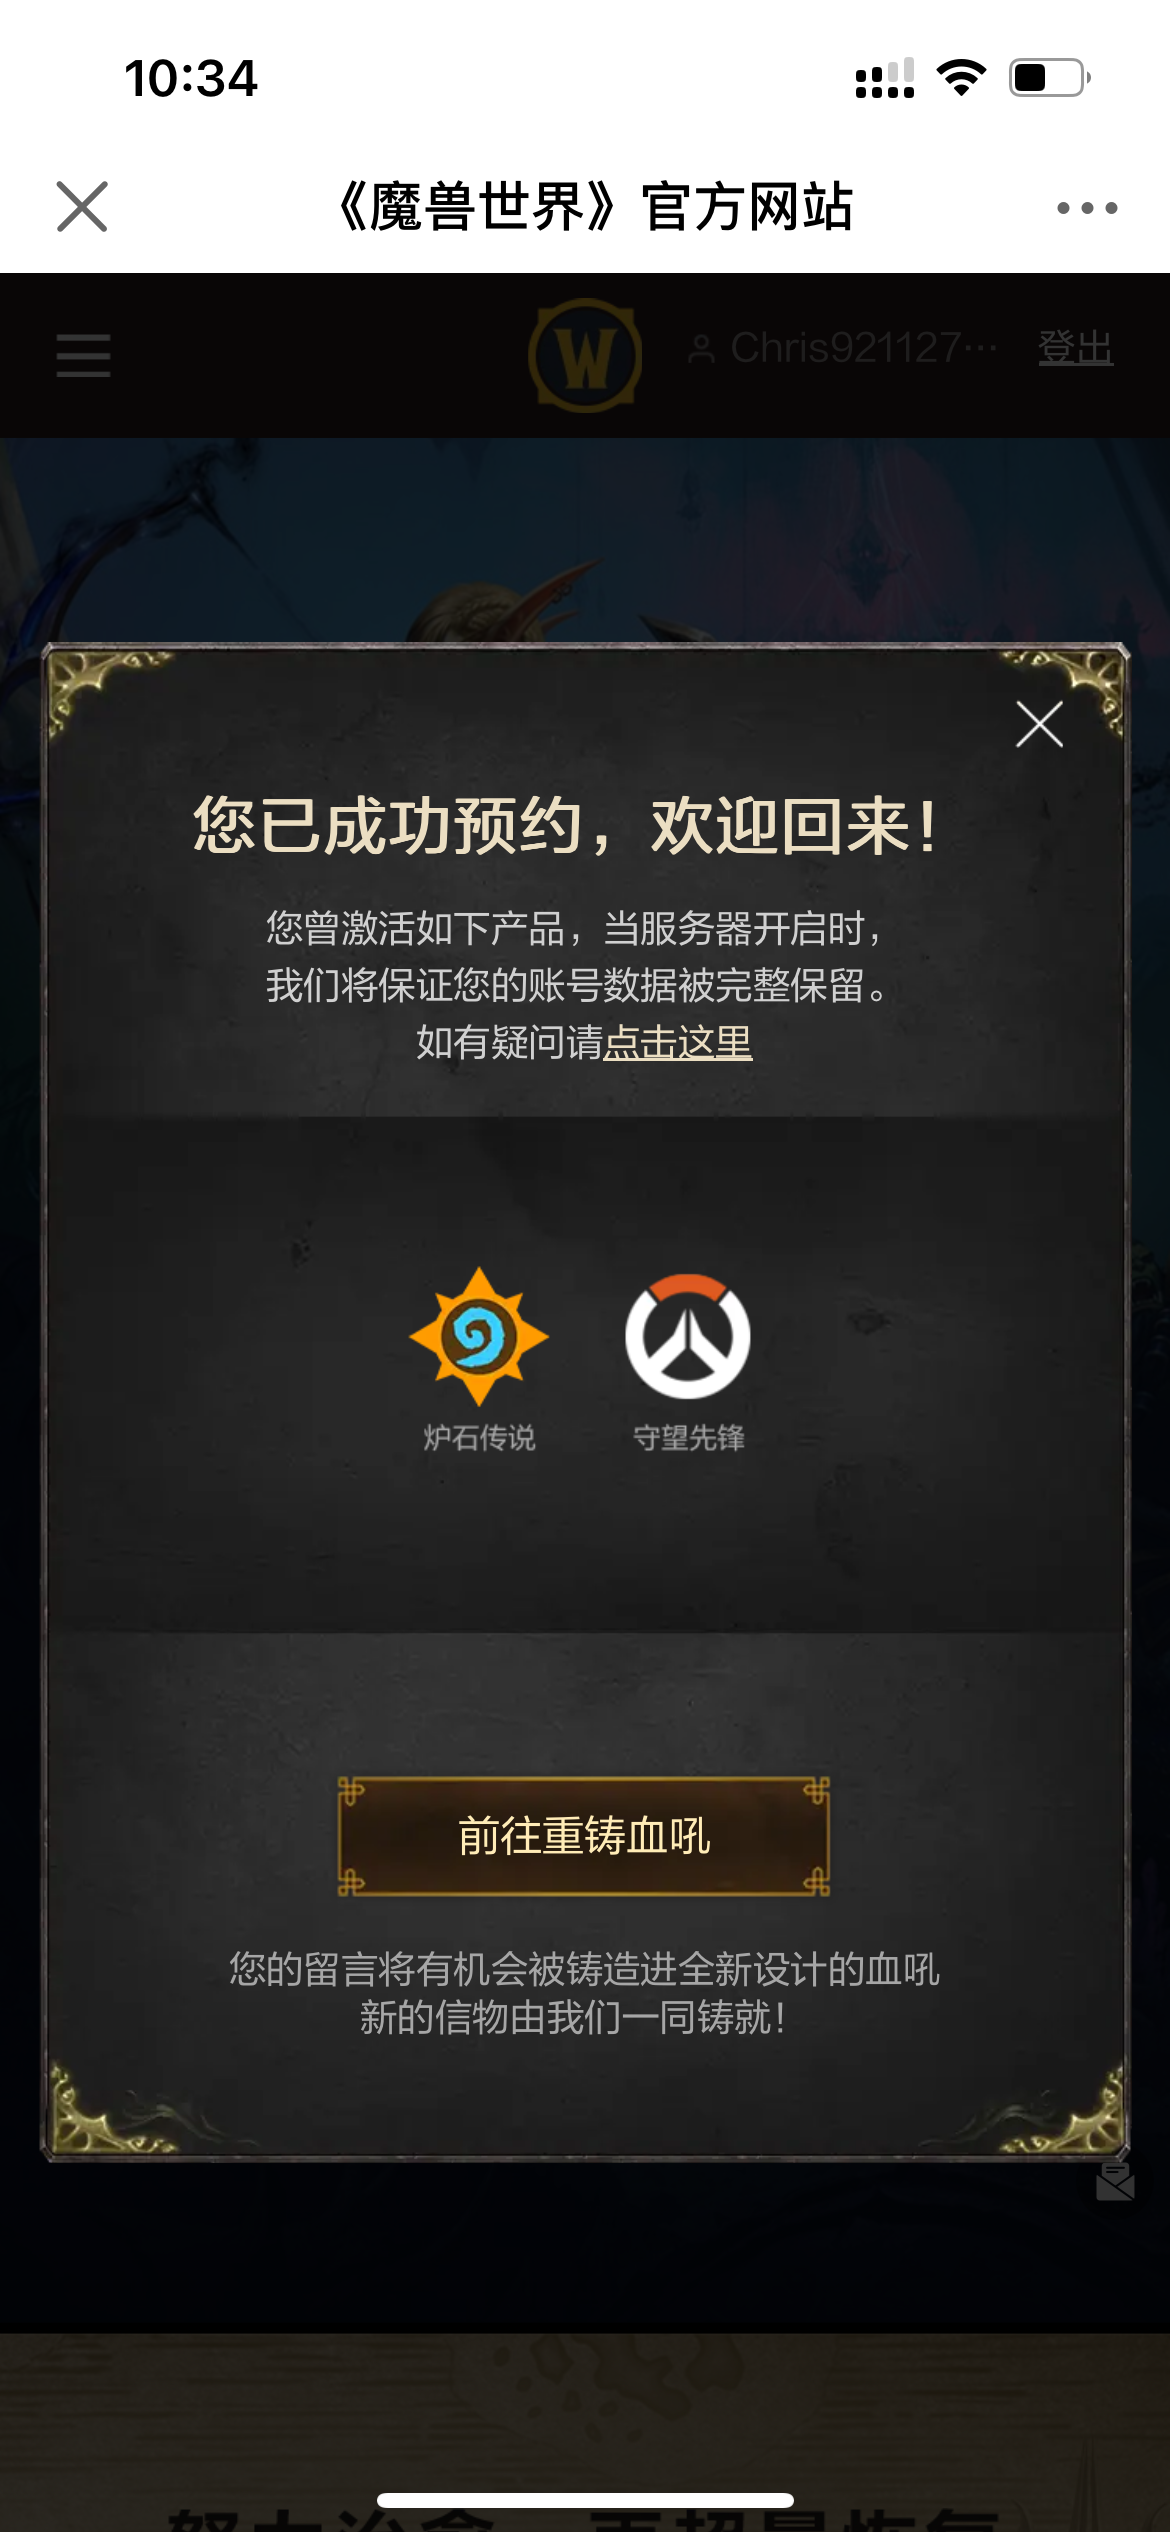 10:34
《魔兽世界》官方网站
W
Chris921127···
登出
您已成功预约，欢迎回来！
您曾激活如下产品，当服务器开启时，
我们将保证您的账号数据被完整保留。
如有疑问请点击这里
炉石传说
守望先锋
前往重铸血吼
您的留言将有机会被铸造进全新设计的血吼
新的信物由我们一同铸就！